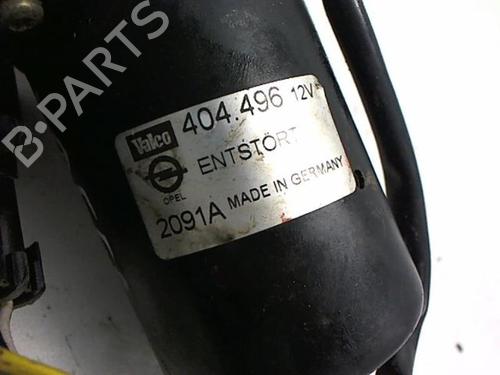 B-PARTS
Valeo 404.496 12V
ENTSTÖRT
OPEL
2091A MADE IN GERMANY